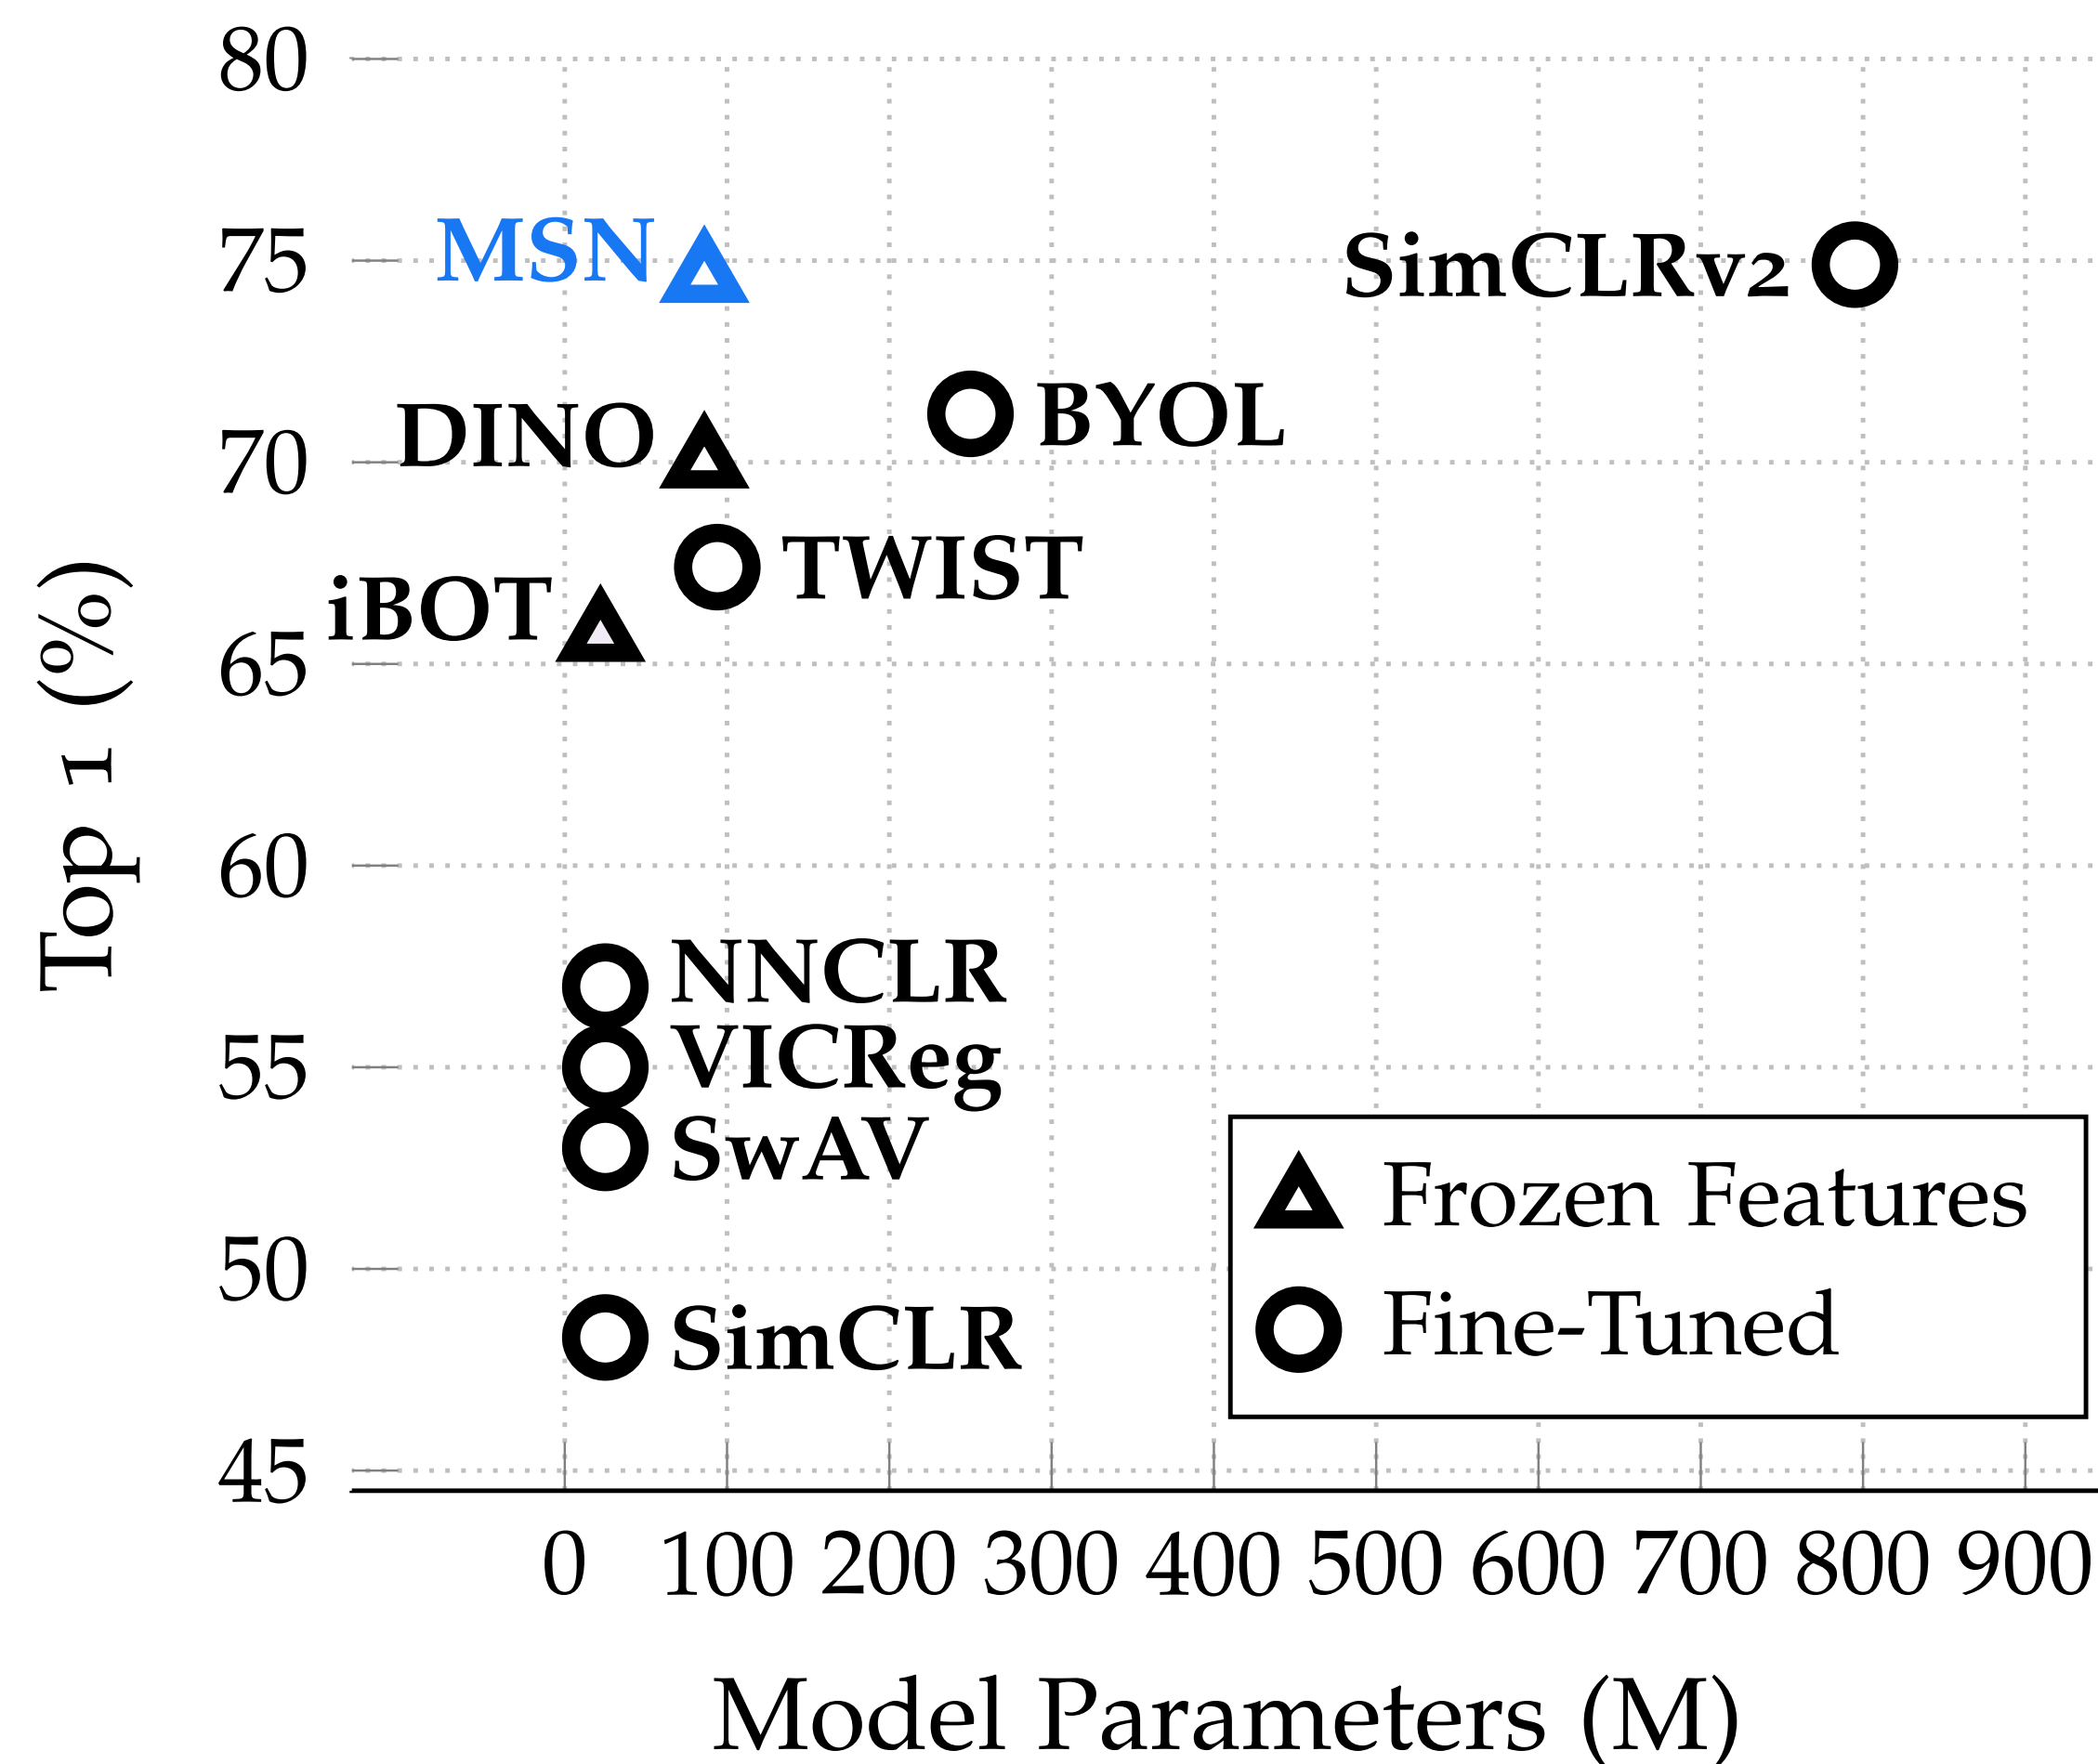 80
75
70
65
60
55
50
45
Top 1 (%)
MSN
SimCLRv2
DINO
BYOL
TWIST
iBOT
NNCLR
VICReg
SwAV
SimCLR
Frozen Features
Fine-Tuned
0 100 200 300 400 500 600 700 800 900
Model Parameters (M)